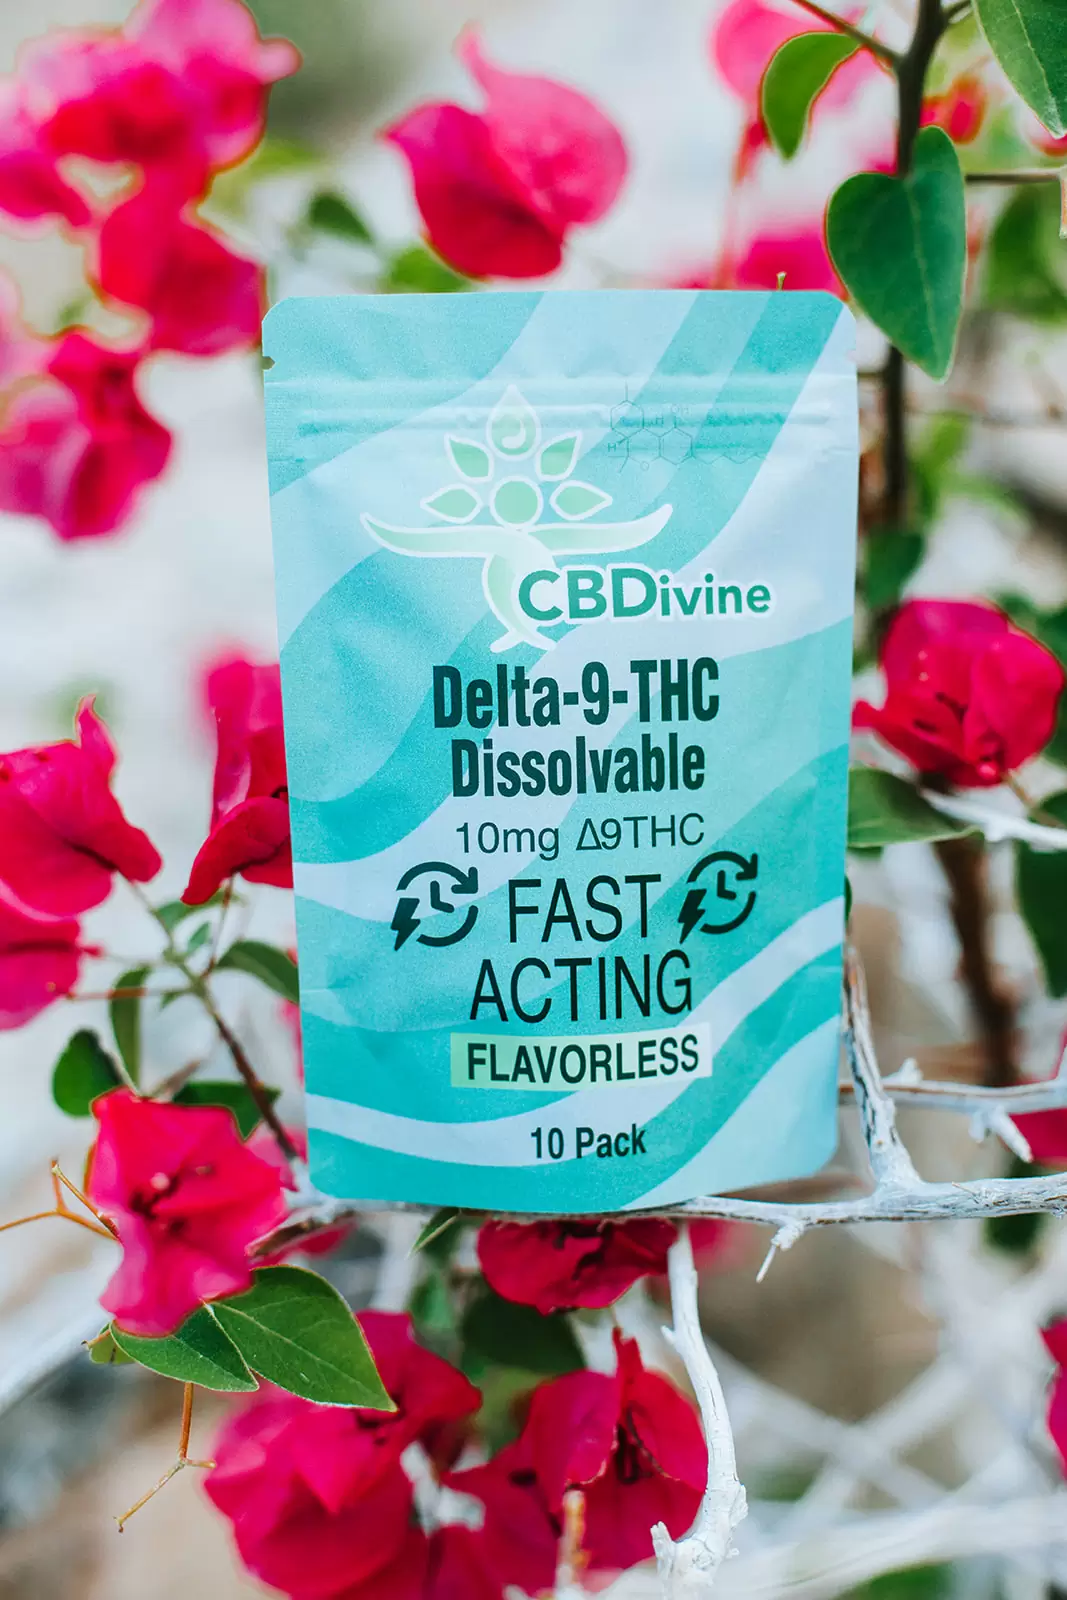 CBDivine
Delta-9-THC
Dissolvable
10mg Δ9THC
FAST
ACTING
FLAVORLESS
10 Pack